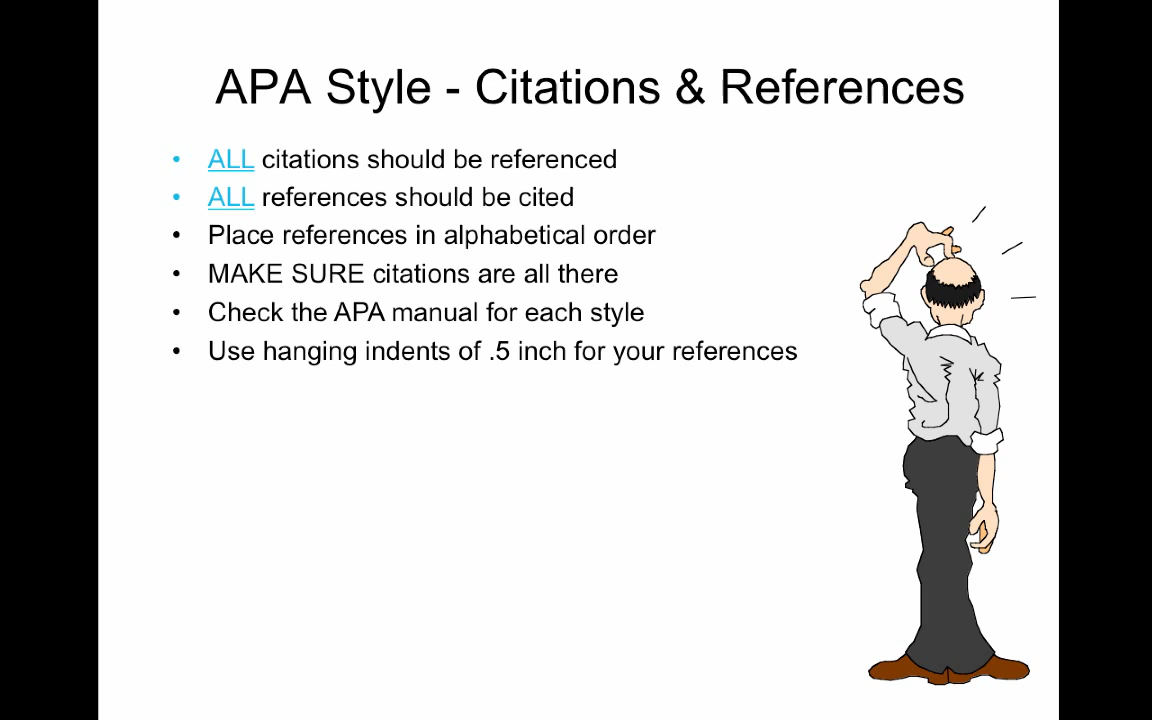 APA Style - Citations & References
• ALL citations should be referenced
• ALL references should be cited
• Place references in alphabetical order
• MAKE SURE citations are all there
• Check the APA manual for each style
• Use hanging indents of .5 inch for your references